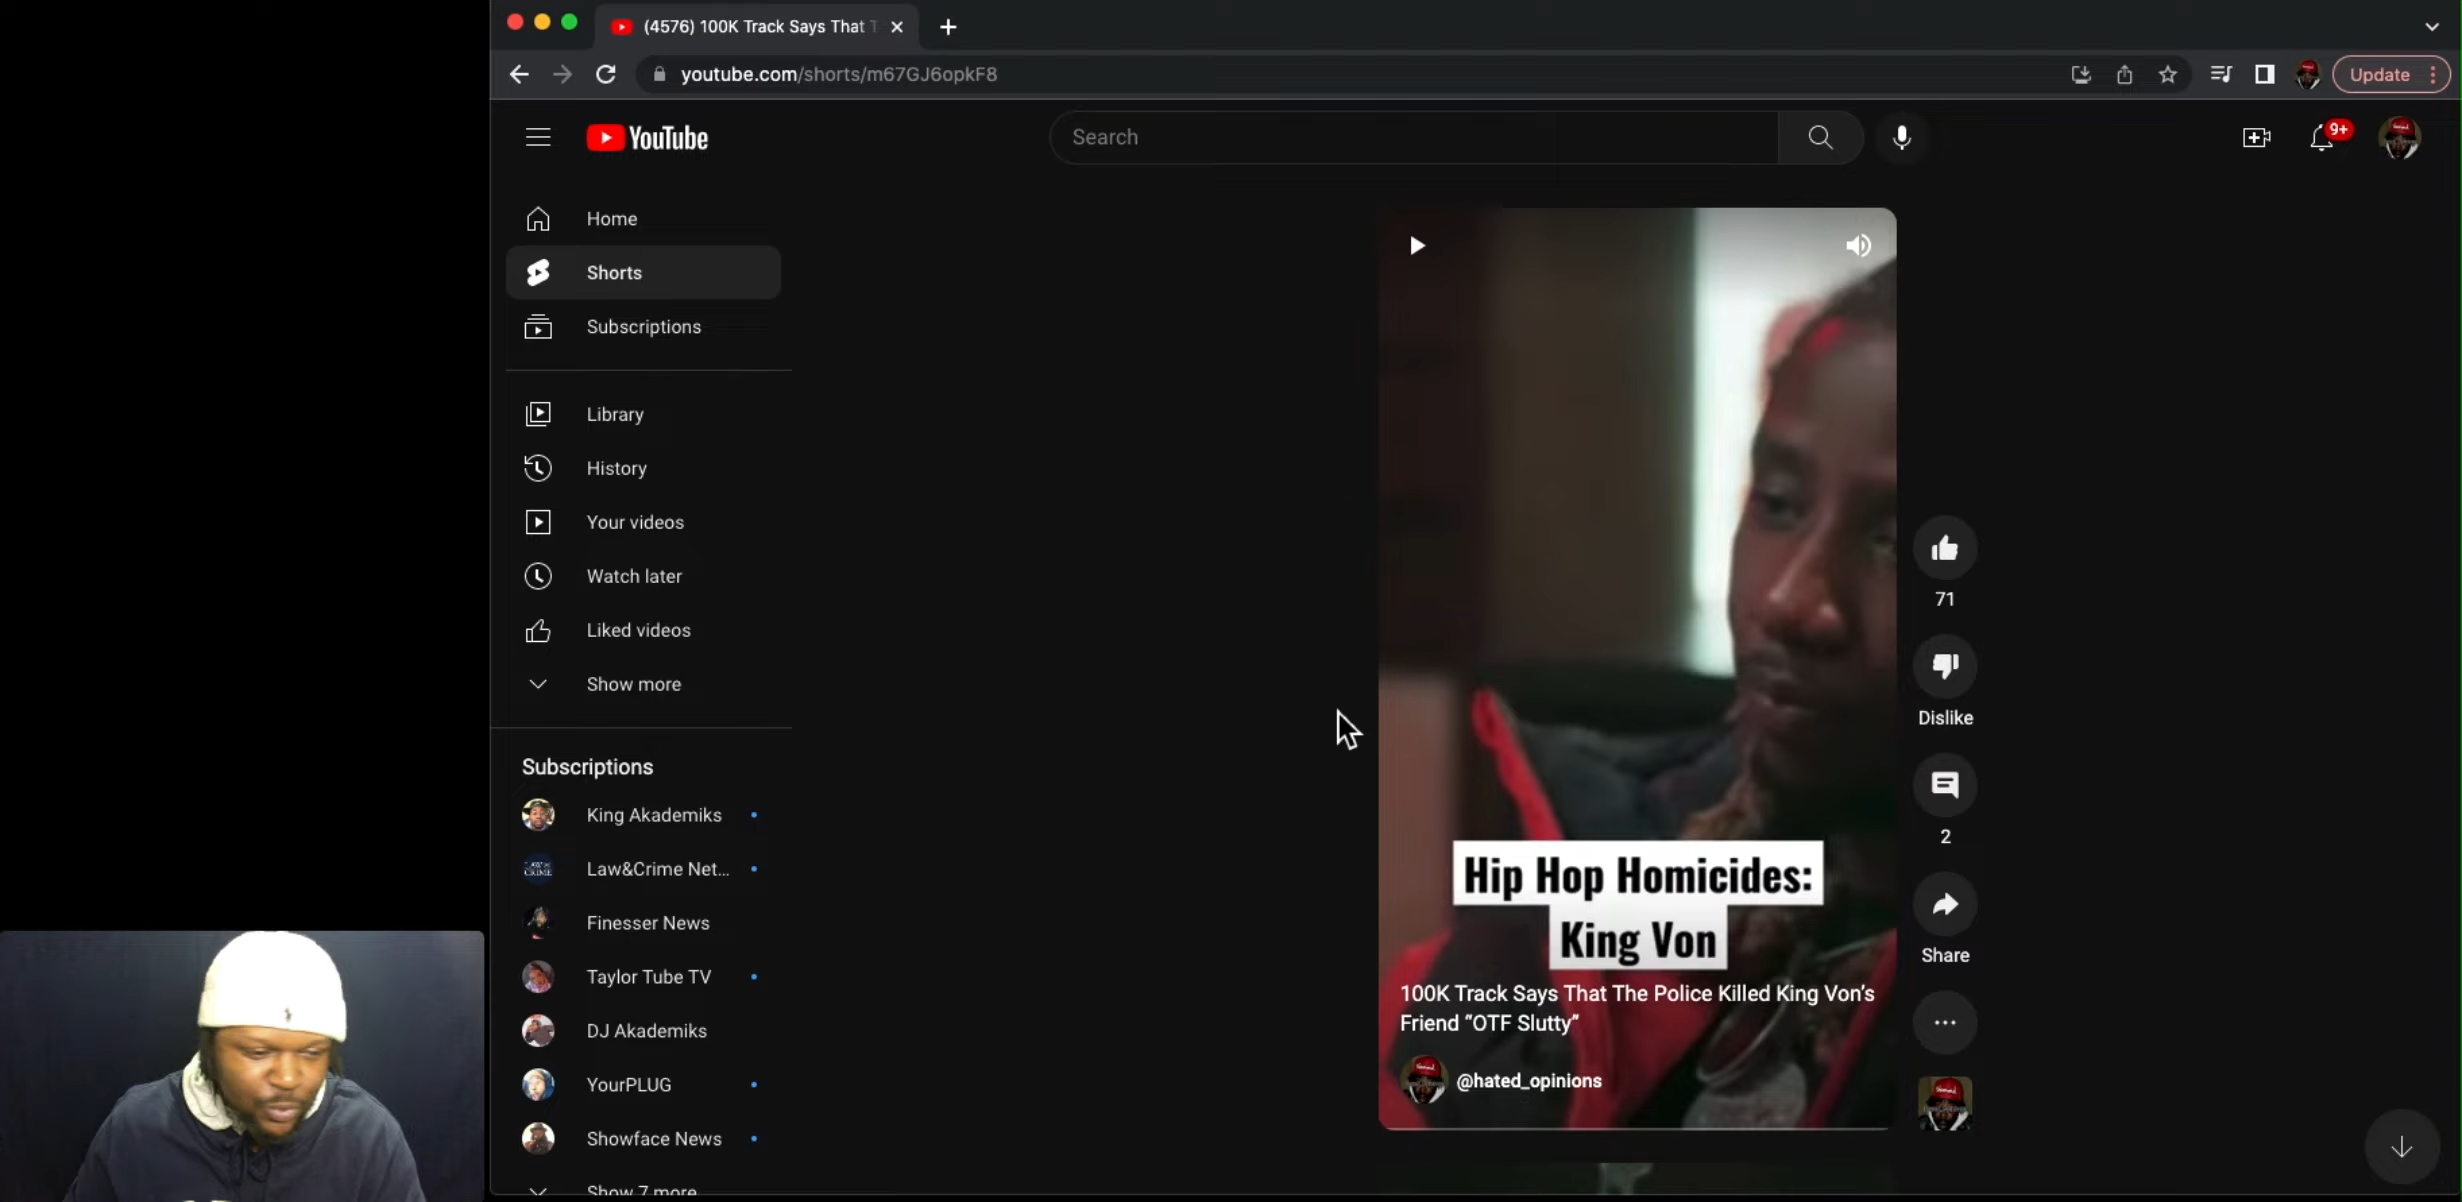 (4576) 100K Track Says That T
youtube.com/shorts/m67GJ6opkF8
Update
YouTube
Search
9+
Home
Shorts
Subscriptions
Library
History
Your videos
Watch later
Liked videos
Show more
Subscriptions
King Akademiks
Law&Crime Net...
Finesser News
Taylor Tube TV
DJ Akademiks
YourPLUG
Showface News
Show 7 more
71
Dislike
2
Share
Hip Hop Homicides:
King Von
100K Track Says That The Police Killed King Von's
Friend “OTF Slutty”
@hated_opinions